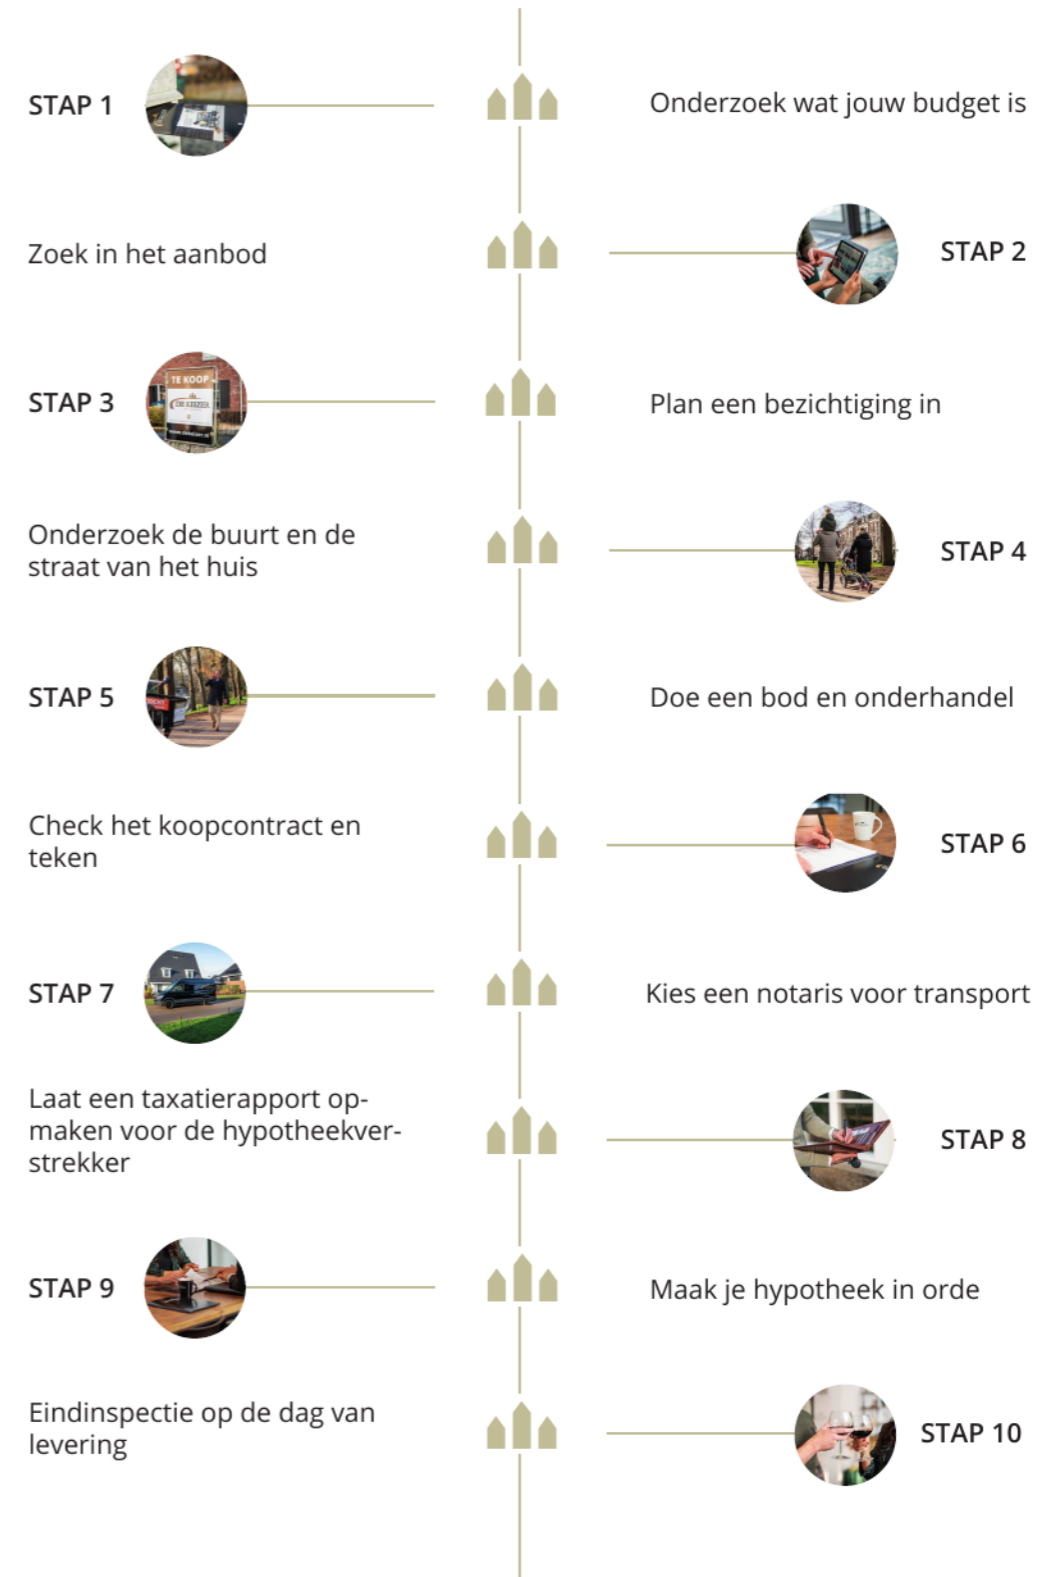 STAP 1
Onderzoek wat jouw budget is
Zoek in het aanbod
STAP 2
STAP 3
TE KOOP
Plan een bezichtiging in
Onderzoek de buurt en de
straat van het huis
STAP 4
STAP 5
Doe een bod en onderhandel
Check het koopcontract en
teken
STAP 6
STAP 7
Kies een notaris voor transport
Laat een taxatierapport op-
maken voor de hypotheekver-
strekker
STAP 8
STAP 9
Maak je hypotheek in orde
Eindinspectie op de dag van
levering
STAP 10